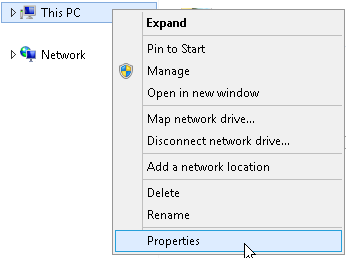 This PC
Network
Expand
Pin to Start
Manage
Open in new window
Map network drive...
Disconnect network drive...
Add a network location
Delete
Rename
Properties